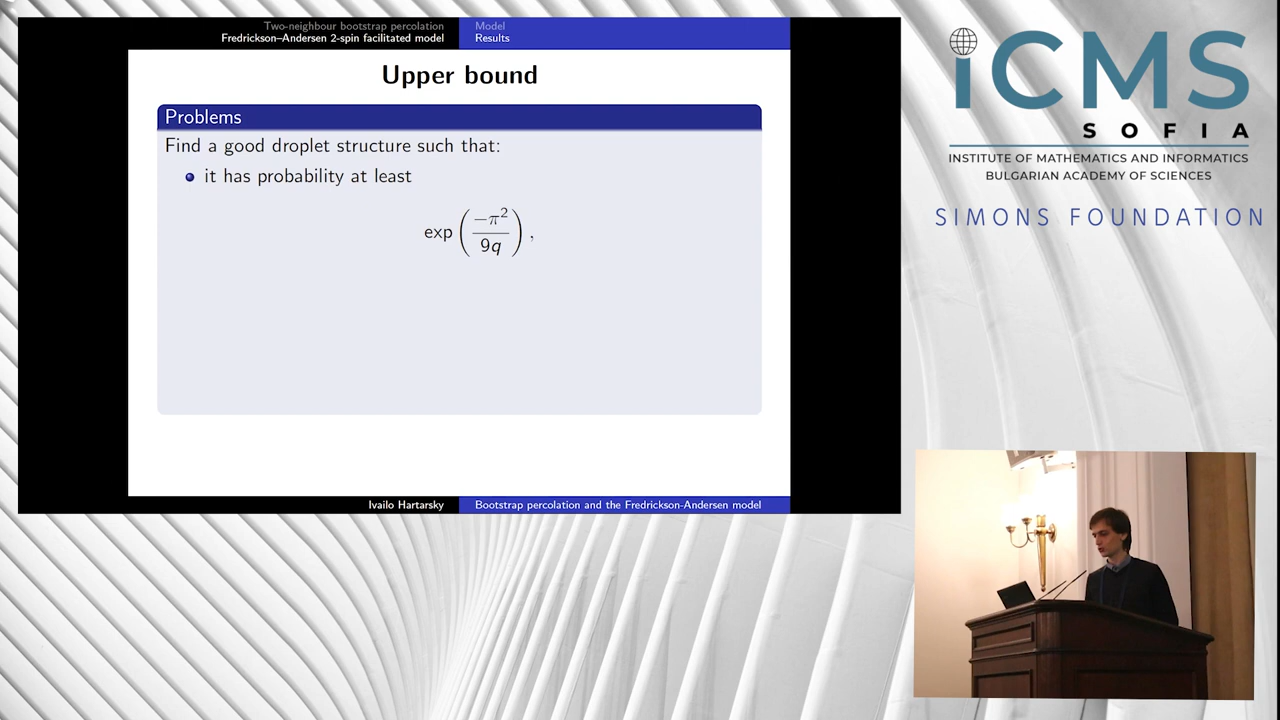 Two-neighbour bootstrap percolation
Fredrickson–Andersen 2-spin facilitated model
Model
Results
Upper bound
Problems
Find a good droplet structure such that:
it has probability at least
exp(−π²/9q),
Ivailo Hartarsky
Bootstrap percolation and the Fredrickson-Andersen model
iCMS
SOFIA
INSTITUTE OF MATHEMATICS AND INFORMATICS
BULGARIAN ACADEMY OF SCIENCES
SIMONS FOUNDATION